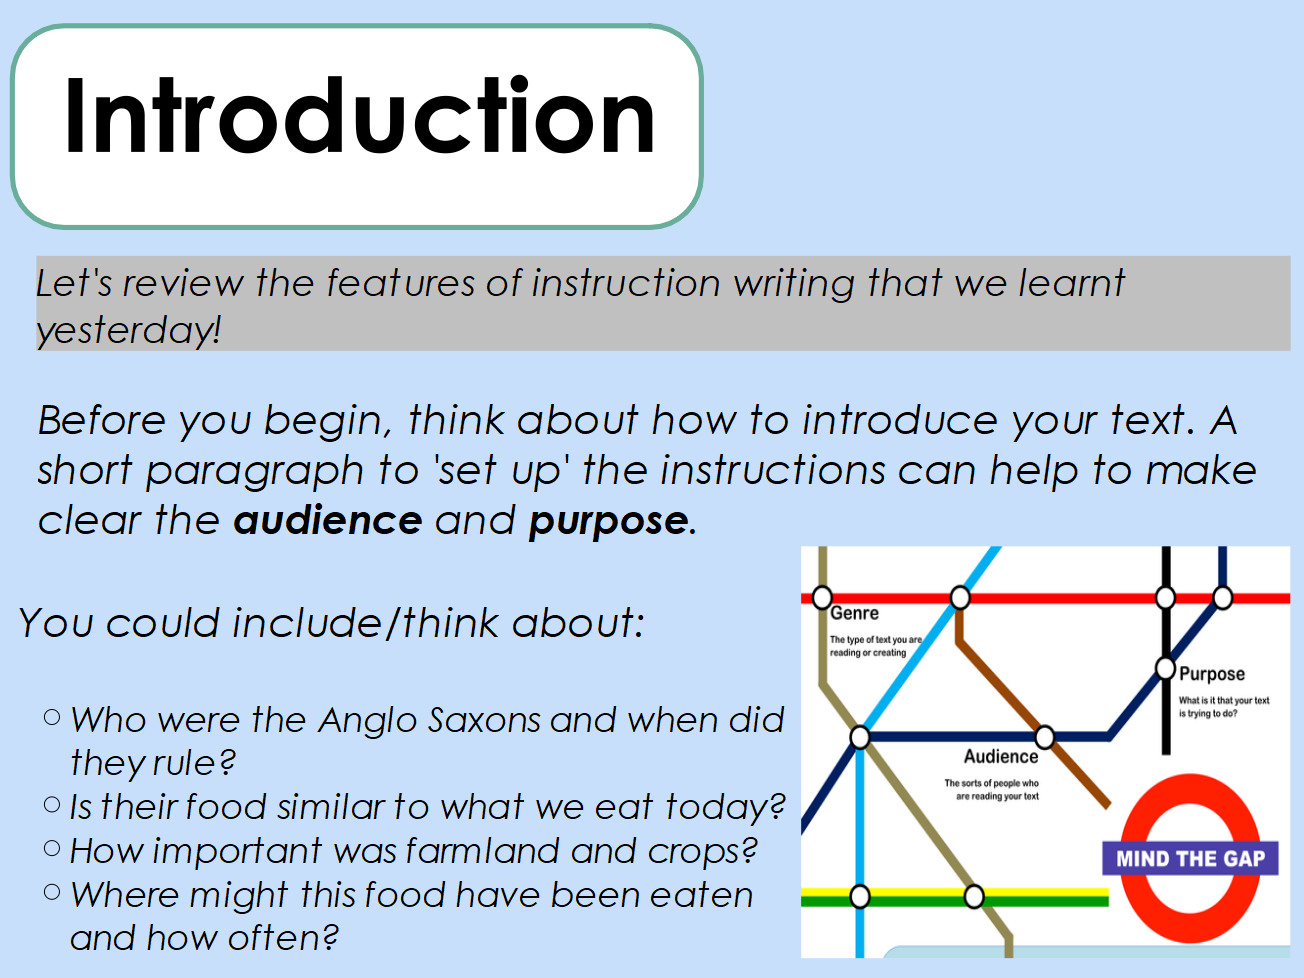 Introduction
Let's review the features of instruction writing that we learnt
yesterday!
Before you begin, think about how to introduce your text. A
short paragraph to 'set up' the instructions can help to make
clear the audience and purpose.
You could include/think about:
○ Who were the Anglo Saxons and when did
they rule?
○ Is their food similar to what we eat today?
○ How important was farmland and crops?
○ Where might this food have been eaten
and how often?
Genre
The type of text you are
reading or creating
Purpose
What is it that your text
is trying to do?
Audience
The sorts of people who
are reading your text
MIND THE GAP